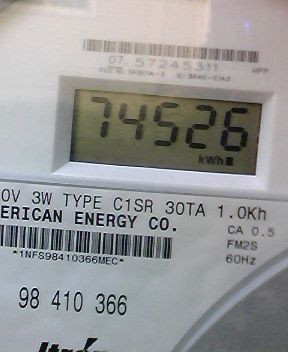 07 57245311
74526
kWh
0V 3W TYPE C1SR 30TA 1.0Kh
ERICAN ENERGY CO.
CA 0.5
FM2S
*1NFS98410366MEC*
60Hz
98 410 366
Itron